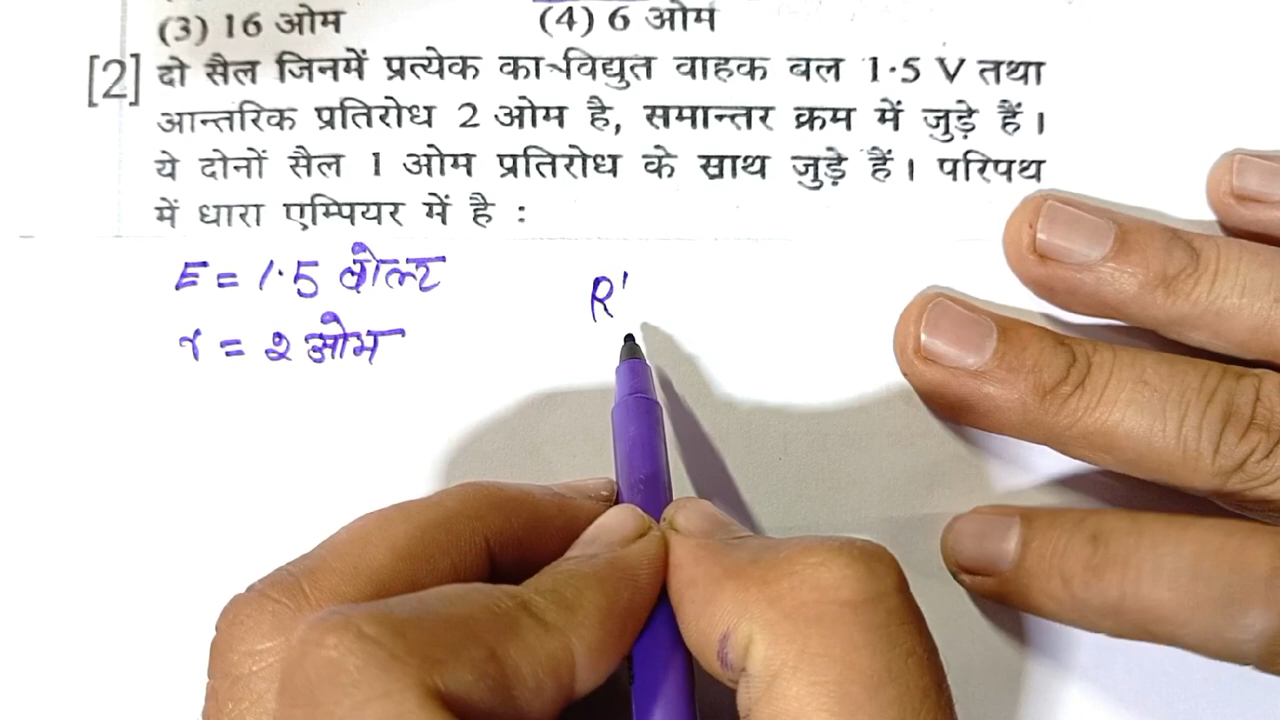 (3) 16 ओम (4) 6 ओम
[2] दो सैल जिनमें प्रत्येक का विद्युत वाहक बल 1·5 V तथा
आन्तरिक प्रतिरोध 2 ओम है, समान्तर क्रम में जुड़े हैं।
ये दोनों सैल 1 ओम प्रतिरोध के साथ जुड़े हैं। परिपथ
में धारा एम्पियर में है :
E = 1·5 वोल्ट
R'
r = २ ओम